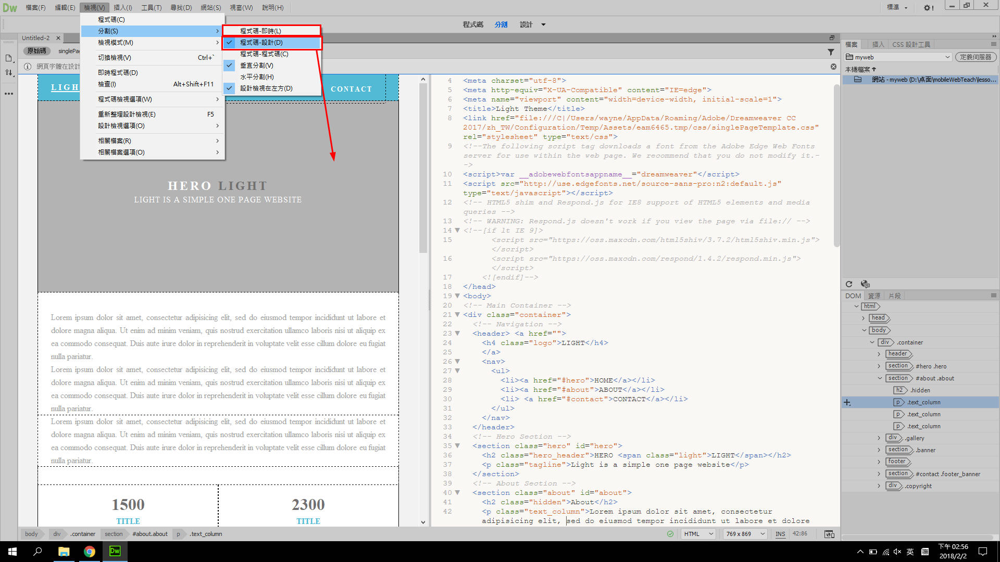 Dw 檔案(F) 編輯(E) 檢視(V) 插入(I) 工具(T) 尋找(D) 網站(S) 視窗(W) 說明(H) 標準
程式碼 分割 設計
程式碼(C)
分割(S)
檢視模式(M)
切換檢視(V) Ctrl+`
即時程式碼(D)
檢查(I) Alt+Shift+F11
程式碼檢視選項(W)
重新整理設計檢視(E) F5
設計檢視選項(O)
相關檔案(R)
相關檔案選項(O)
程式碼-即時(L)
程式碼-設計(D)
程式碼-程式碼(C)
垂直分割(V)
水平分割(H)
設計檢視在左方(D)
Untitled-2 ×
原始碼 singlePa
網頁字體在設計
LIGH
CONTACT
HERO LIGHT
LIGHT IS A SIMPLE ONE PAGE WEBSITE
Lorem ipsum dolor sit amet, consectetur adipisicing elit, sed do eiusmod tempor incididunt ut labore et
dolore magna aliqua. Ut enim ad minim veniam, quis nostrud exercitation ullamco laboris nisi ut aliquip ex
ea commodo consequat. Duis aute irure dolor in reprehenderit in voluptate velit esse cillum dolore eu fugiat
nulla pariatur.
Lorem ipsum dolor sit amet, consectetur adipisicing elit, sed do eiusmod tempor incididunt ut labore et
dolore magna aliqua. Ut enim ad minim veniam, quis nostrud exercitation ullamco laboris nisi ut aliquip ex
ea commodo consequat. Duis aute irure dolor in reprehenderit in voluptate velit esse cillum dolore eu fugiat
nulla pariatur.
Lorem ipsum dolor sit amet, consectetur adipisicing elit, sed do eiusmod tempor incididunt ut labore et
dolore magna aliqua. Ut enim ad minim veniam, quis nostrud exercitation ullamco laboris nisi ut aliquip ex
ea commodo consequat. Duis aute irure dolor in reprehenderit in voluptate velit esse cillum dolore eu fugiat
nulla pariatur.
1500 2300
TITLE TITLE
4 <meta charset="utf-8">
5 <meta http-equiv="X-UA-Compatible" content="IE=edge">
6 <meta name="viewport" content="width=device-width, initial-scale=1">
7 <title>Light Theme</title>
8 <link href="file:///C|/Users/wayne/AppData/Roaming/Adobe/Dreamweaver CC
2017/zh_TW/Configuration/Temp/Assets/eam6465.tmp/css/singlePageTemplate.css"
rel="stylesheet" type="text/css">
9 <!--The following script tag downloads a font from the Adobe Edge Web Fonts
server for use within the web page. We recommend that you do not modify it.-
->
10 <script>var __adobewebfontsappname__="dreamweaver"</script>
11 <script src="http://use.edgefonts.net/source-sans-pro:n2:default.js"
type="text/javascript"></script>
12 <!-- HTML5 shim and Respond.js for IE8 support of HTML5 elements and media
queries -->
13 <!-- WARNING: Respond.js doesn't work if you view the page via file:// -->
14 <!--[if lt IE 9]>
15 <script src="https://oss.maxcdn.com/html5shiv/3.7.2/html5shiv.min.js">
</script>
16 <script src="https://oss.maxcdn.com/respond/1.4.2/respond.min.js">
</script>
17 <![endif]-->
18 </head>
19 <body>
20 <!-- Main Container -->
21 <div class="container">
22 <!-- Navigation -->
23 <header> <a href="">
24 <h4 class="logo">LIGHT</h4>
25 </a>
26 <nav>
27 <ul>
28 <li><a href="#hero">HOME</a></li>
29 <li><a href="#about">ABOUT</a></li>
30 <li> <a href="#contact">CONTACT</a></li>
31 </ul>
32 </nav>
33 </header>
34 <!-- Hero Section -->
35 <section class="hero" id="hero">
36 <h2 class="hero_header">HERO <span class="light">LIGHT</span></h2>
37 <p class="tagline">Light is a simple one page website</p>
38 </section>
39 <!-- About Section -->
40 <section class="about" id="about">
41 <h2 class="hidden">About</h2>
42 <p class="text_column">Lorem ipsum dolor sit amet, consectetur
adipisicing elit, sed do eiusmod tempor incididunt ut labore et dolore
檔案 插入 CSS 設計工具
myweb 定義伺服器
本機檔案
網站 - myweb (D:\桌面\mobileWebTeach\lesso...
DOM 資源 片段
html
head
body
div .container
header
section #hero .hero
section #about .about
h2 .hidden
p .text_column
p .text_column
p .text_column
div .gallery
section .banner
footer
section #contact .footer_banner
div .copyright
body div .container section #about.about p .text_column HTML 769 x 869 INS 42:86
Dw 英 下午 02:56
2018/2/2